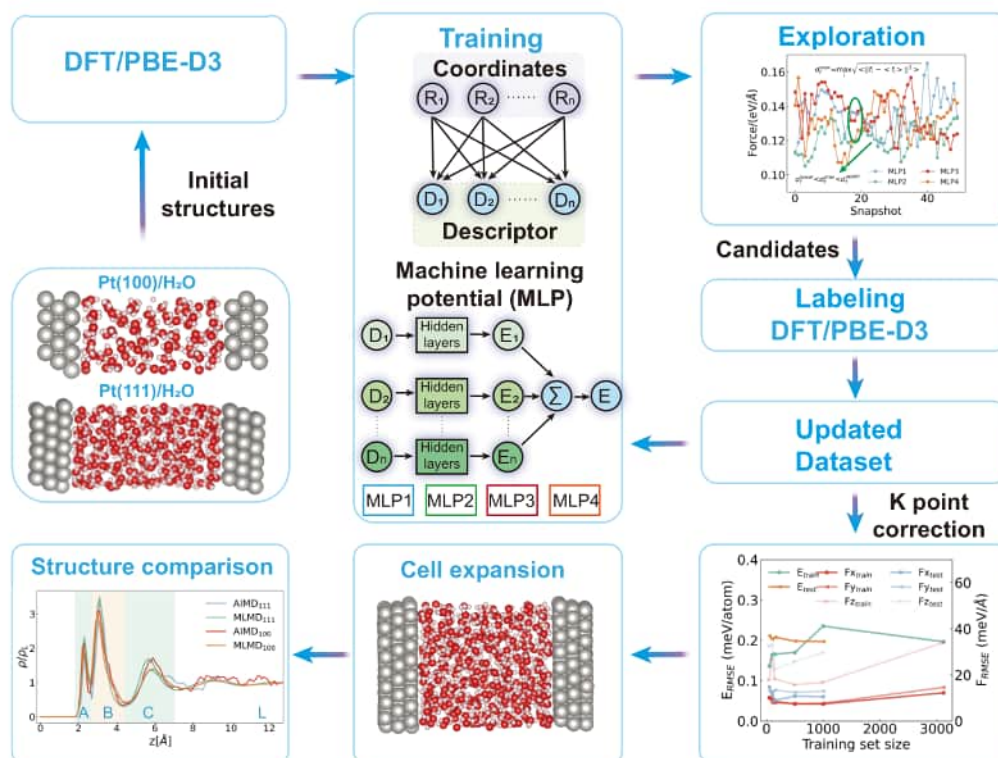 DFT/PBE-D3
Initial
structures
Pt(100)/H₂O
Pt(111)/H₂O
Training
Coordinates
R₁ R₂ ...... Rn
D₁ D₂ ...... Dn
Descriptor
Machine learning
potential (MLP)
D₁ Hidden layers E₁
D₂ Hidden layers E₂ Σ E
Dn Hidden layers En
MLP1 MLP2 MLP3 MLP4
Exploration
Force/(eV/Å)
0.16
0.14
0.12
0.10
MLP1 MLP3
MLP2 MLP4
0 20 40
Snapshot
Candidates
Labeling
DFT/PBE-D3
Updated
Dataset
K point
correction
E_RMSE (meV/atom)
0.4
0.3
0.2
0.1
0.0
E_train Fx_train Fx_test
E_test Fy_train Fy_test
Fz_train Fz_test
60
40
20
0
F_RMSE (meV/Å)
0 1000 2000 3000
Training set size
Cell expansion
Structure comparison
ρ/ρL
3
2
1
0
AIMD₁₁₁
MLMD₁₁₁
AIMD₁₀₀
MLMD₁₀₀
A B C L
0 2 4 6 8 10 12
z[Å]